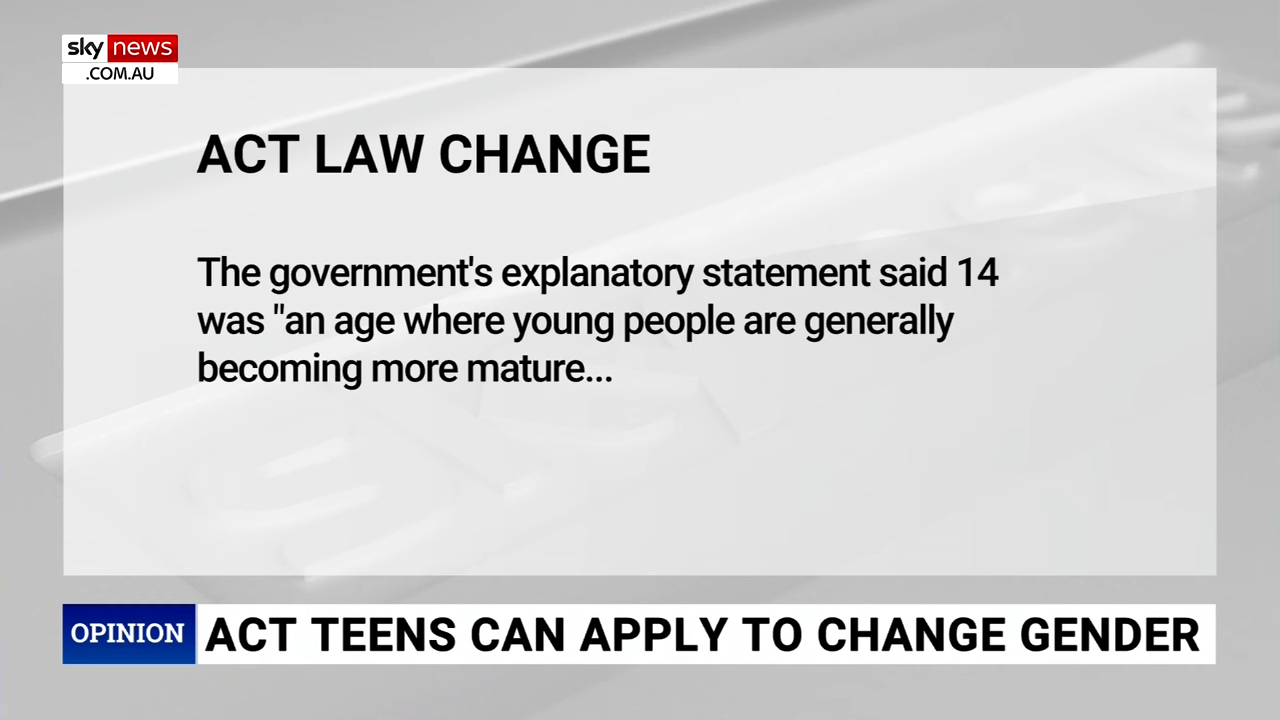 sky news
.COM.AU
ACT LAW CHANGE
The government's explanatory statement said 14
was "an age where young people are generally
becoming more mature...
OPINION
ACT TEENS CAN APPLY TO CHANGE GENDER